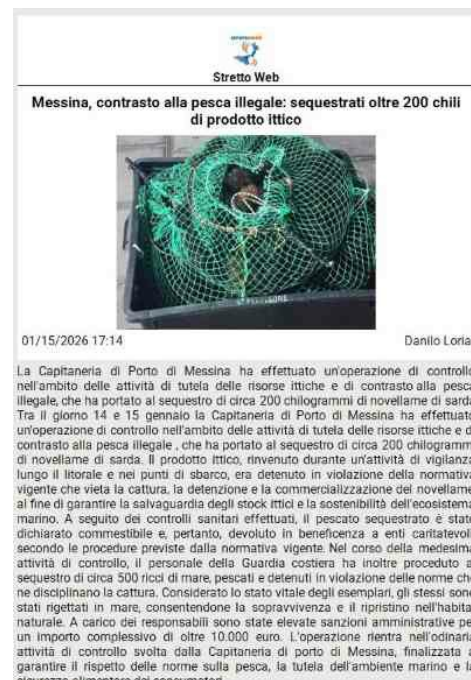 Stretto Web
Messina, contrasto alla pesca illegale: sequestrati oltre 200 chili
di prodotto ittico
01/15/2026 17:14
Danilo Loria
La Capitaneria di Porto di Messina ha effettuato un'operazione di controllo
nell'ambito delle attività di tutela delle risorse ittiche e di contrasto alla pesca
illegale, che ha portato al sequestro di circa 200 chilogrammi di novellame di sarda
Tra il giorno 14 e 15 gennaio la Capitaneria di Porto di Messina ha effettuato
un'operazione di controllo nell'ambito delle attività di tutela delle risorse ittiche e d
contrasto alla pesca illegale , che ha portato al sequestro di circa 200 chilogramm
di novellame di sarda. Il prodotto ittico, rinvenuto durante un'attività di vigilanza
lungo il litorale e nei punti di sbarco, era detenuto in violazione della normativa
vigente che vieta la cattura, la detenzione e la commercializzazione del novellame
al fine di garantire la salvaguardia degli stock ittici e la sostenibilità dell'ecosistema
marino. A seguito dei controlli sanitari effettuati, il pescato sequestrato è stato
dichiarato commestibile e, pertanto, devoluto in beneficenza a enti caritatevol
secondo le procedure previste dalla normativa vigente. Nel corso della medesima
attività di controllo, il personale della Guardia costiera ha inoltre proceduto a
sequestro di circa 500 ricci di mare, pescati e detenuti in violazione delle norme che
ne disciplinano la cattura. Considerato lo stato vitale degli esemplari, gli stessi sono
stati rigettati in mare, consentendone la sopravvivenza e il ripristino nell'habitat
naturale. A carico dei responsabili sono state elevate sanzioni amministrative pe
un importo complessivo di oltre 10.000 euro. L'operazione rientra nell'odinaria
attività di controllo svolta dalla Capitaneria di porto di Messina, finalizzata a
garantire il rispetto delle norme sulla pesca, la tutela dell'ambiente marino e la
sicurezza alimentare dei consumatori